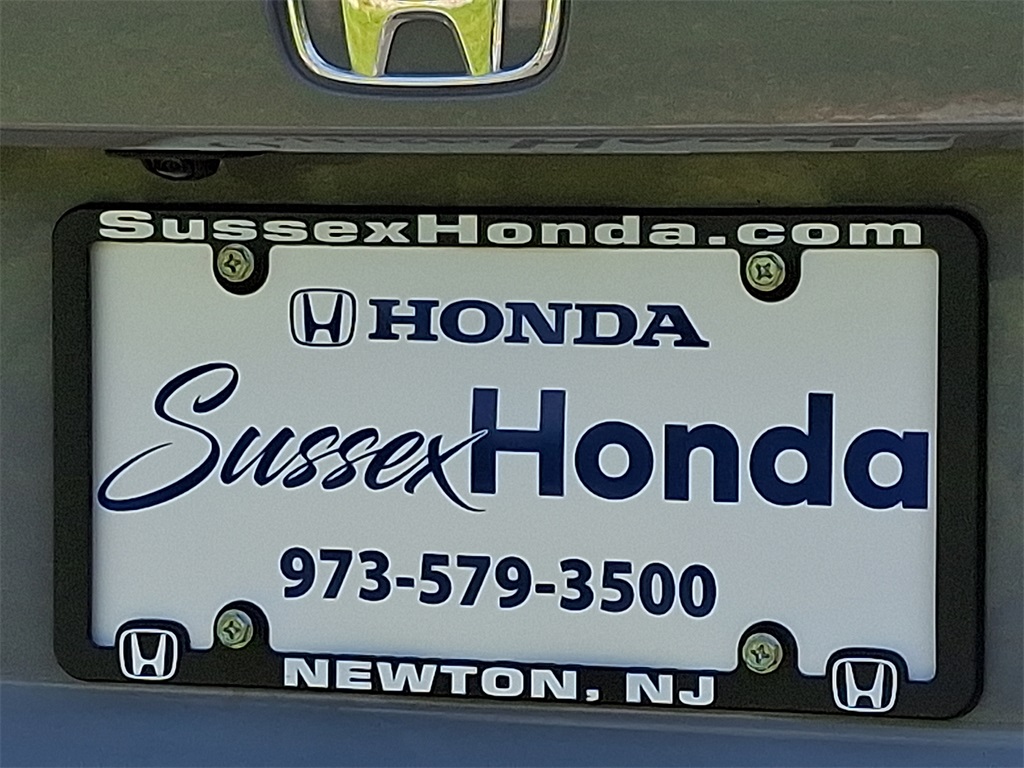 SussexHonda.com
HONDA
SussexHonda
973-579-3500
NEWTON, NJ